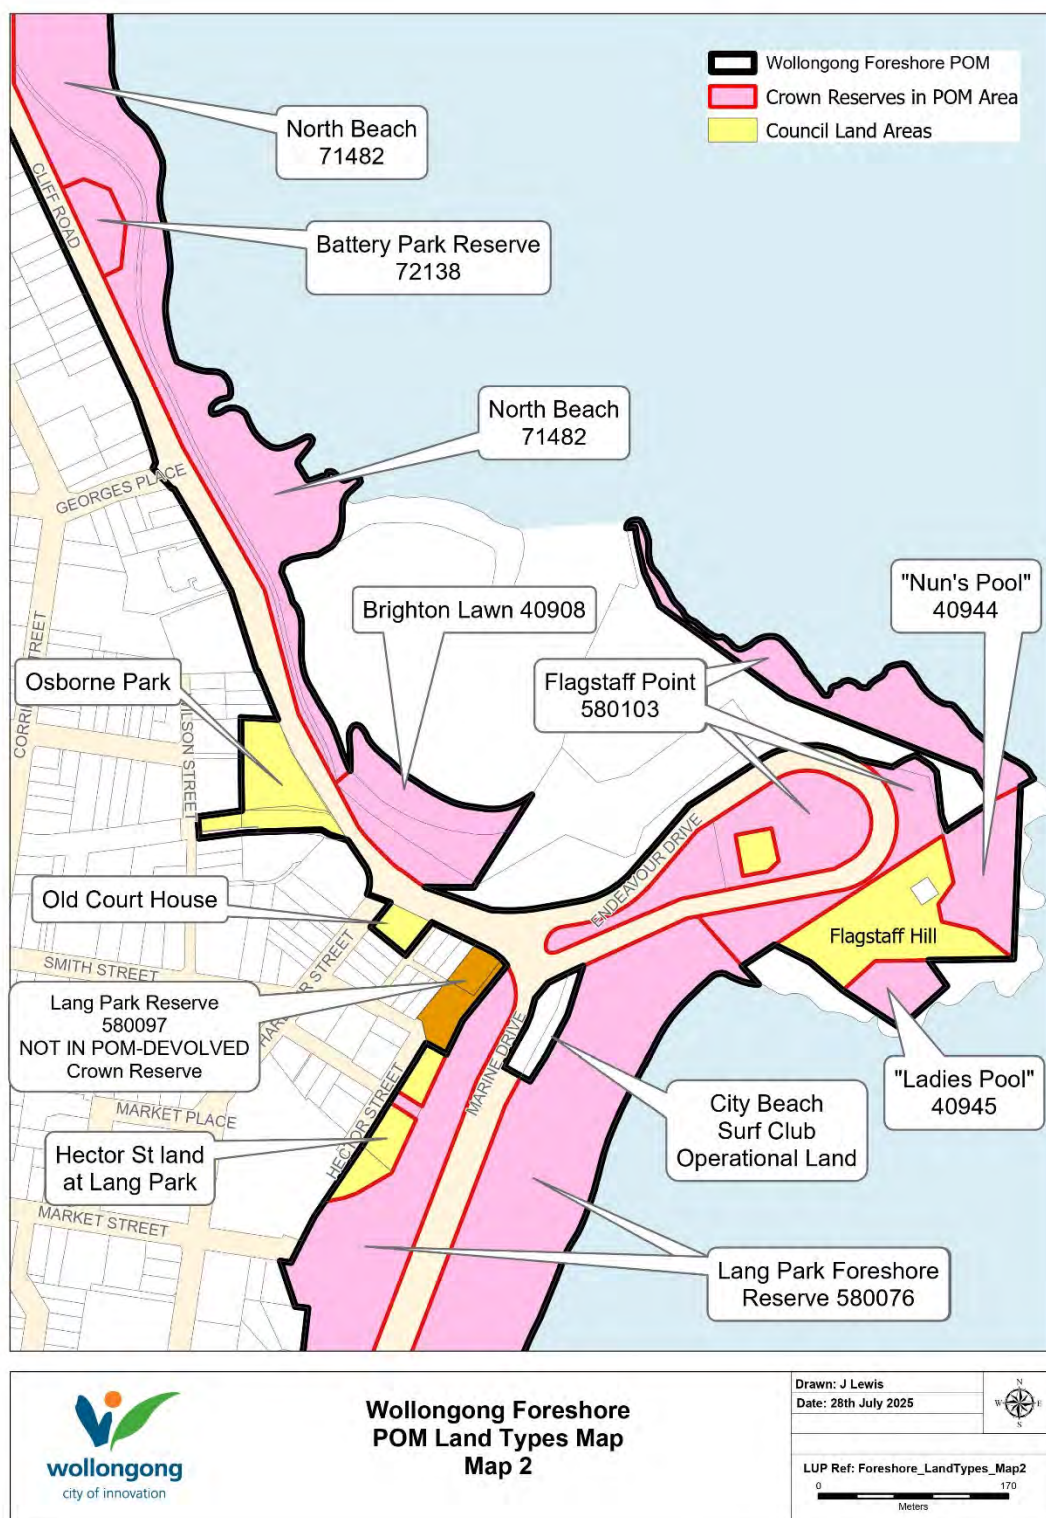 Wollongong Foreshore POM
Crown Reserves in POM Area
Council Land Areas
North Beach
71482
CLIFF ROAD
Battery Park Reserve
72138
North Beach
71482
GEORGES PLACE
"Nun's Pool"
40944
Brighton Lawn 40908
Flagstaff Point
580103
Osborne Park
ENDEAVOUR DRIVE
Old Court House
Flagstaff Hill
SMITH STREET
Lang Park Reserve
580097
NOT IN POM-DEVOLVED
Crown Reserve
MARINE DRIVE
"Ladies Pool"
40945
City Beach
Surf Club
Operational Land
MARKET PLACE
HECTOR STREET
Hector St land
at Lang Park
MARKET STREET
Lang Park Foreshore
Reserve 580076
wollongong
city of innovation
Wollongong Foreshore
POM Land Types Map
Map 2
Drawn: J Lewis
Date: 28th July 2025
N
W E
S
LUP Ref: Foreshore_LandTypes_Map2
0 170
Meters